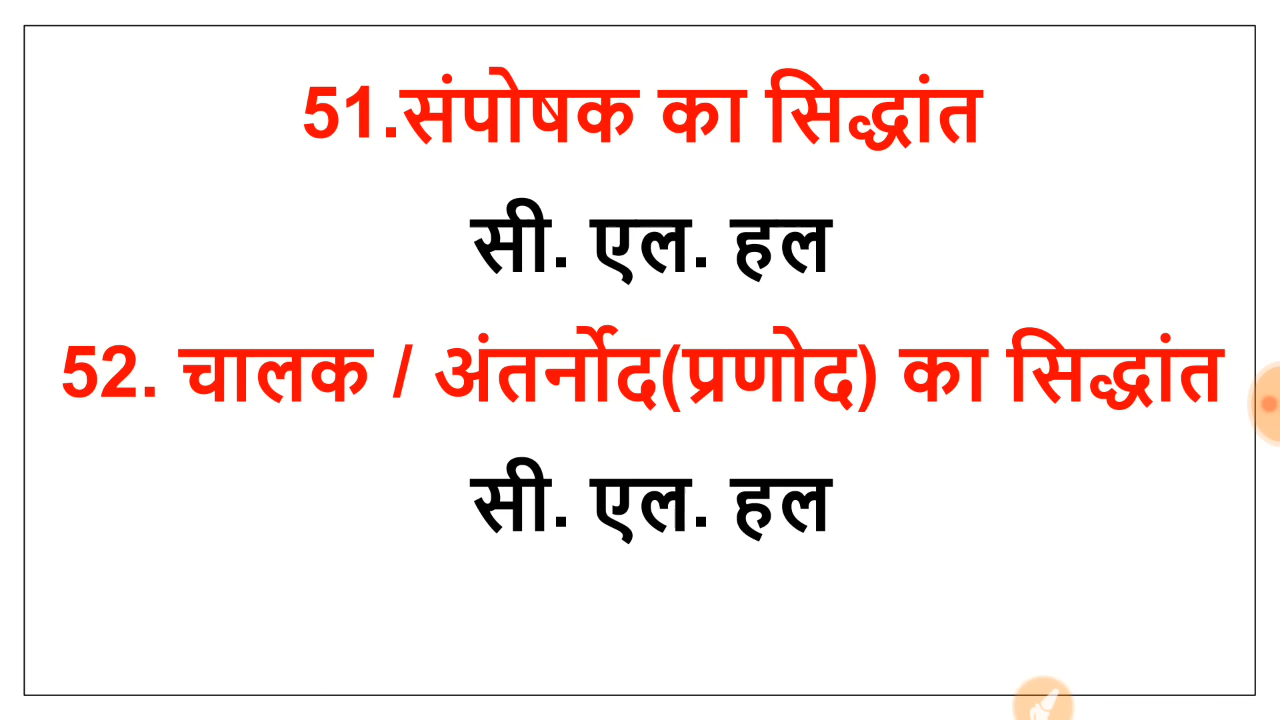 51.संपोषक का सिद्धांत
सी. एल. हल
52. चालक / अंतर्नोद(प्रणोद) का सिद्धांत
सी. एल. हल